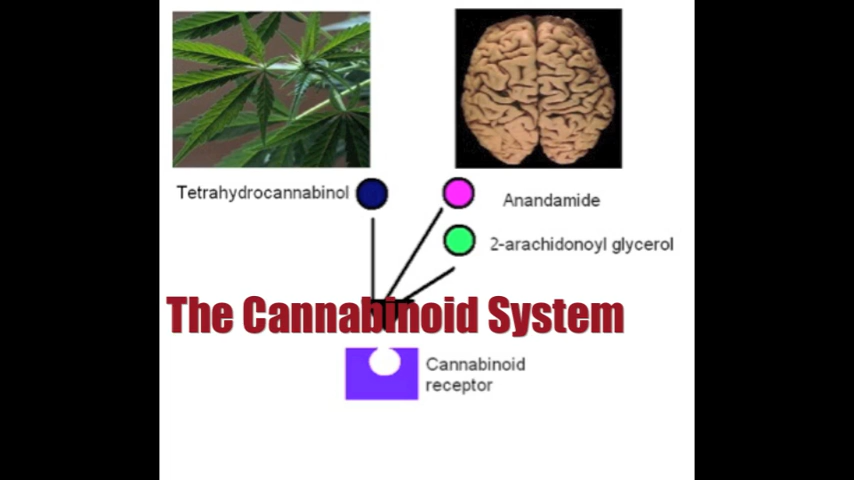 Tetrahydrocannabinol
Anandamide
2-arachidonoyl glycerol
The Cannabinoid System
Cannabinoid
receptor